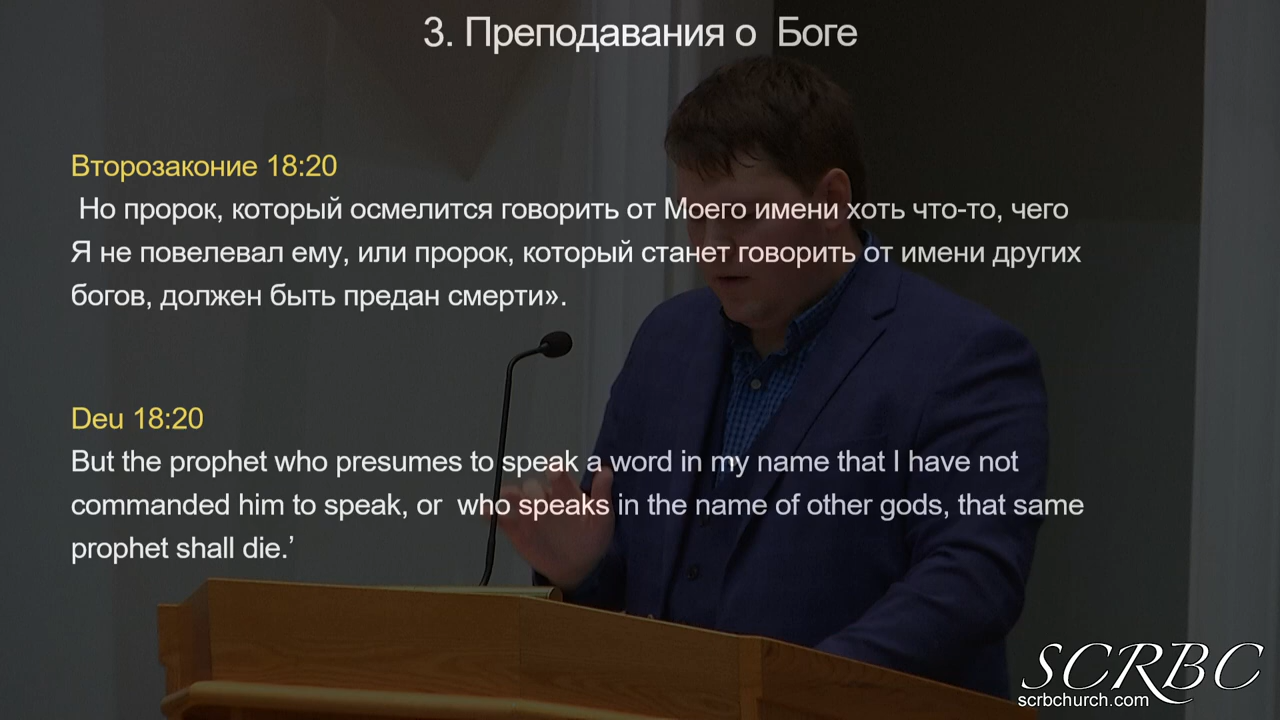 3. Преподавания о  Боге
Второзаконие 18:20
Но пророк, который осмелится говорить от Моего имени хоть что-то, чего
Я не повелевал ему, или пророк, который станет говорить от имени других
богов, должен быть предан смерти».
Deu 18:20
But the prophet who presumes to speak a word in my name that I have not
commanded him to speak, or  who speaks in the name of other gods, that same
prophet shall die.’
SCRBC
scrbchurch.com